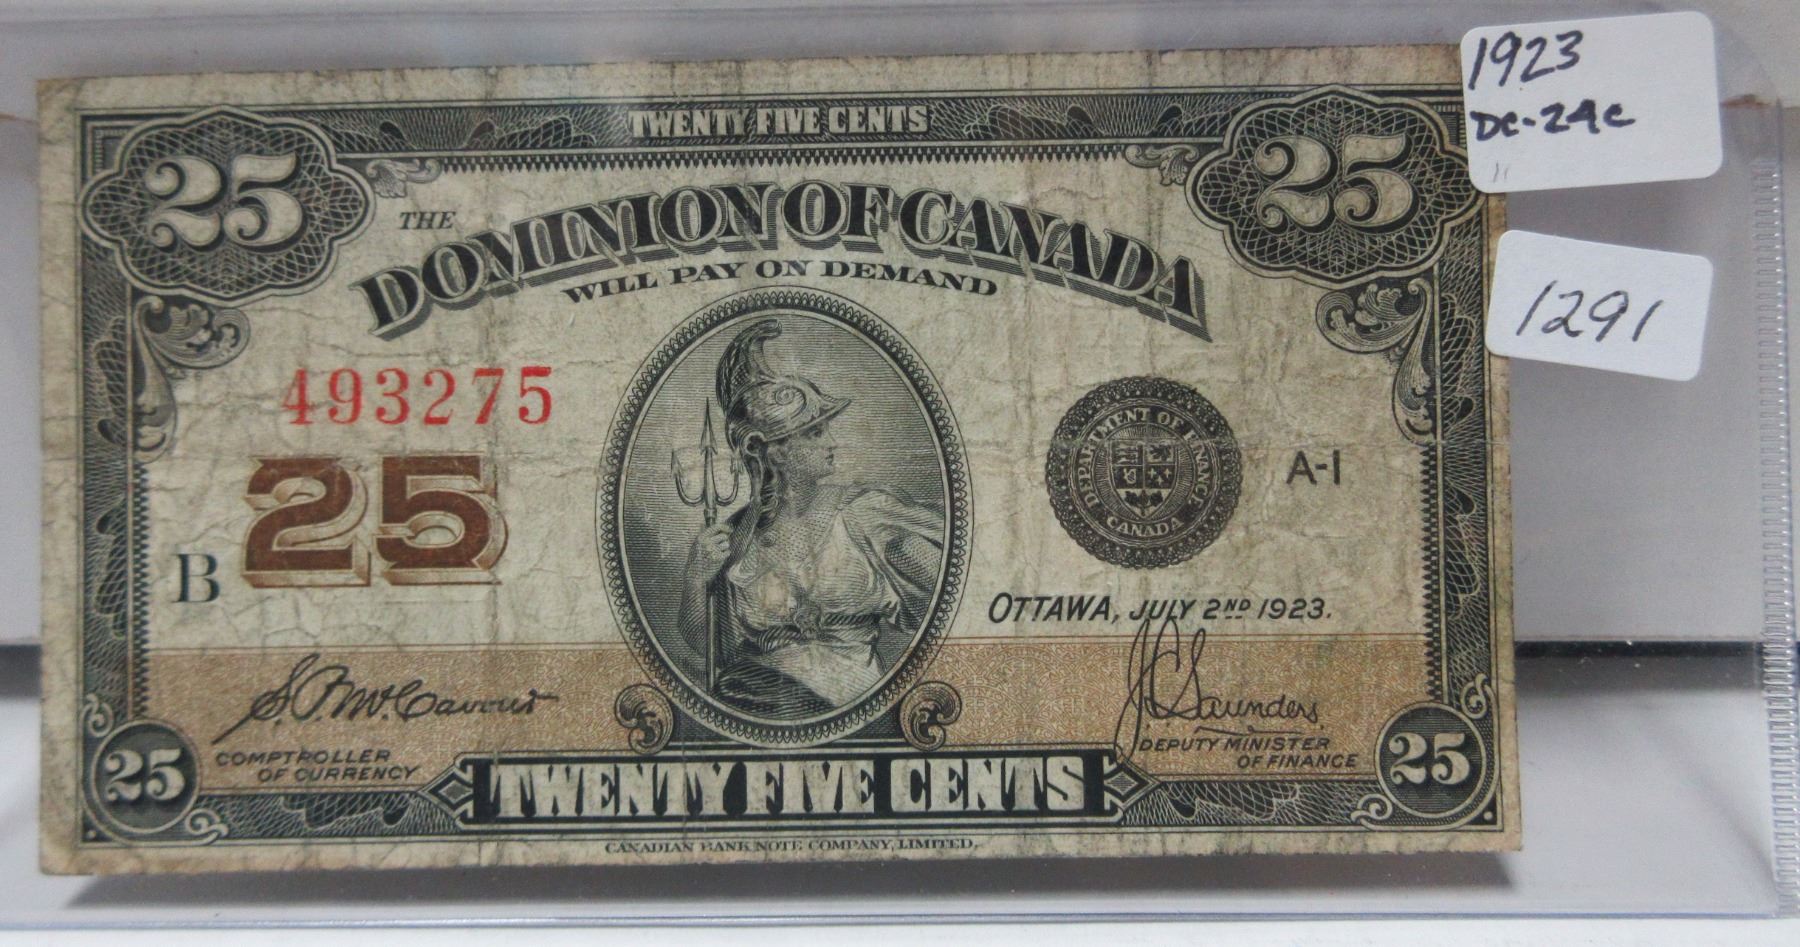 1923
DC-24c
1291
TWENTY FIVE CENTS
25
25
THE
DOMINION OF CANADA
WILL PAY ON DEMAND
493275
25
B
DEPARTMENT OF FINANCE
CANADA
A-1
OTTAWA, JULY 2ND 1923.
COMPTROLLER
OF CURRENCY
J.C. Saunders
DEPUTY MINISTER
OF FINANCE
25
TWENTY FIVE CENTS
25
CANADIAN BANK NOTE COMPANY, LIMITED.